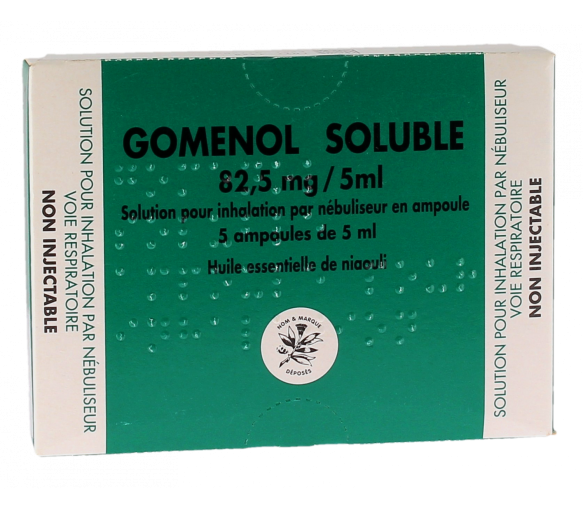 GOMENOL SOLUBLE
82,5 mg / 5ml
Solution pour inhalation par nébuliseur en ampoule
5 ampoules de 5 ml
Huile essentielle de niaouli
NOM & MARQUE
DÉPOSÉS
SOLUTION POUR INHALATION PAR NÉBULISEUR
VOIE RESPIRATOIRE
NON INJECTABLE
SOLUTION POUR INHALATION PAR NÉBULISEUR
VOIE RESPIRATOIRE
NON INJECTABLE